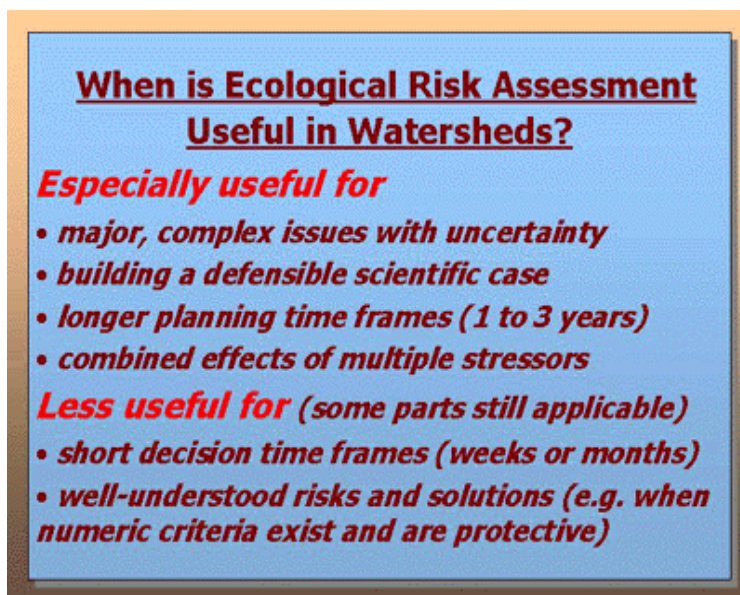 When is Ecological Risk Assessment
Useful in Watersheds?
Especially useful for
• major, complex issues with uncertainty
• building a defensible scientific case
• longer planning time frames (1 to 3 years)
• combined effects of multiple stressors
Less useful for (some parts still applicable)
• short decision time frames (weeks or months)
• well-understood risks and solutions (e.g. when
numeric criteria exist and are protective)